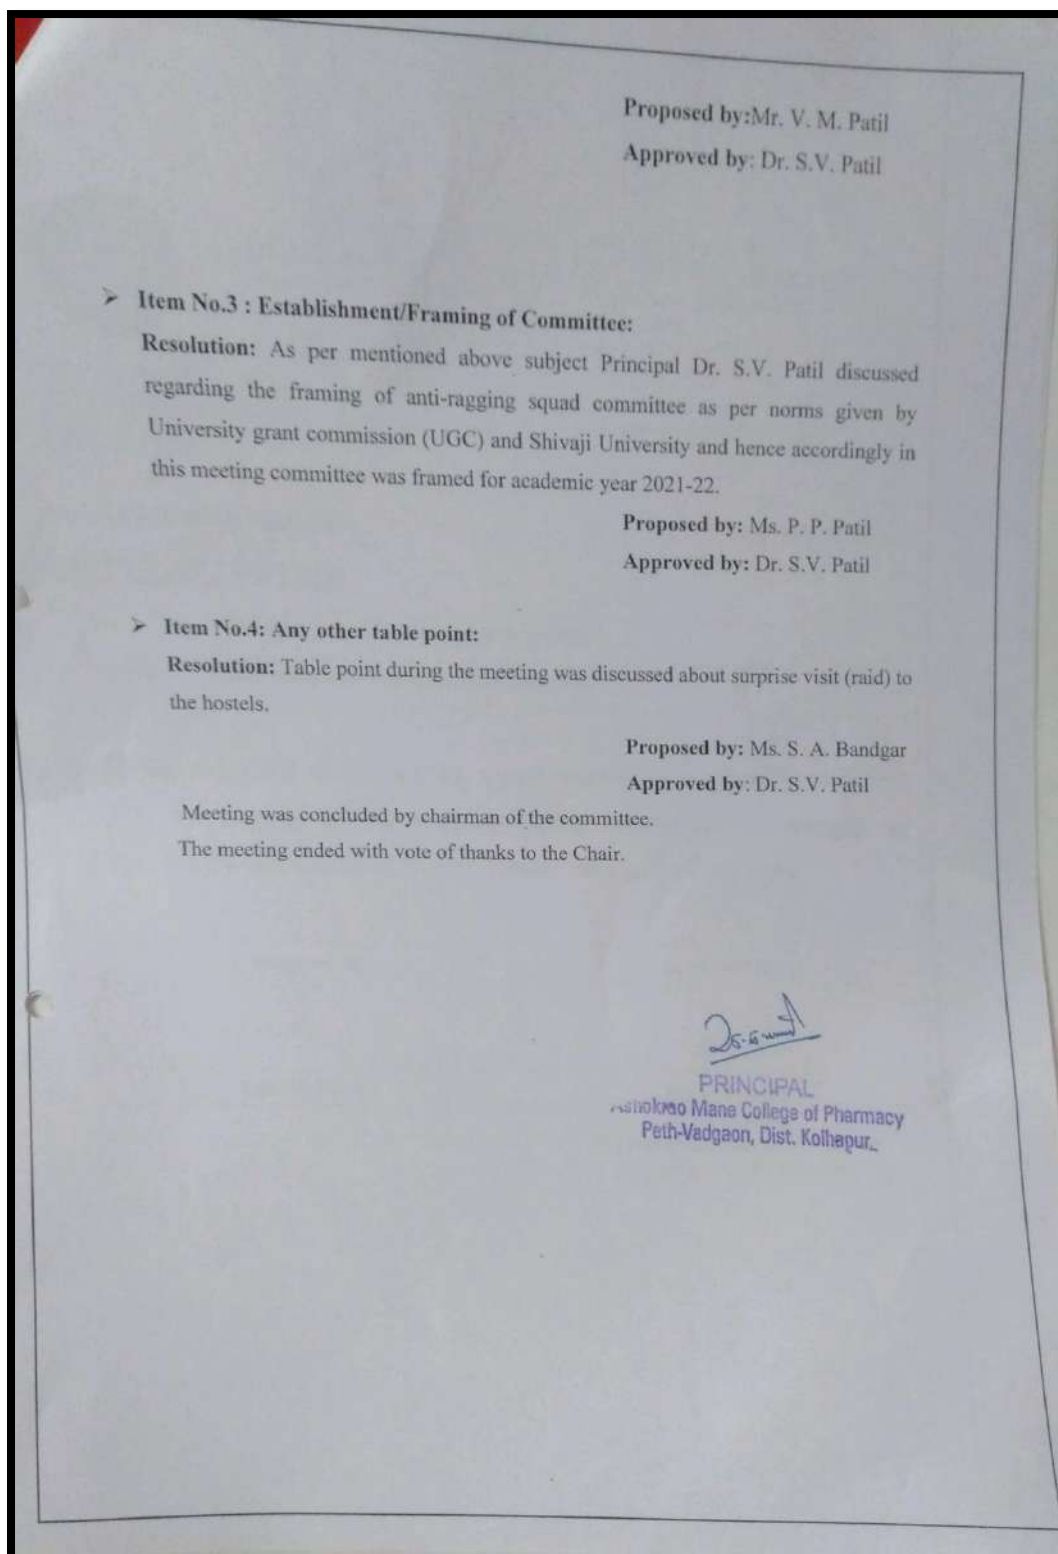 Proposed by:Mr. V. M. Patil
Approved by: Dr. S.V. Patil
➢ Item No.3 : Establishment/Framing of Committee:
Resolution: As per mentioned above subject Principal Dr. S.V. Patil discussed
regarding the framing of anti-ragging squad committee as per norms given by
University grant commission (UGC) and Shivaji University and hence accordingly in
this meeting committee was framed for academic year 2021-22.
Proposed by: Ms. P. P. Patil
Approved by: Dr. S.V. Patil
➢ Item No.4: Any other table point:
Resolution: Table point during the meeting was discussed about surprise visit (raid) to
the hostels.
Proposed by: Ms. S. A. Bandgar
Approved by: Dr. S.V. Patil
Meeting was concluded by chairman of the committee.
The meeting ended with vote of thanks to the Chair.
PRINCIPAL
Ashokrao Mane College of Pharmacy
Peth-Vadgaon, Dist. Kolhapur.